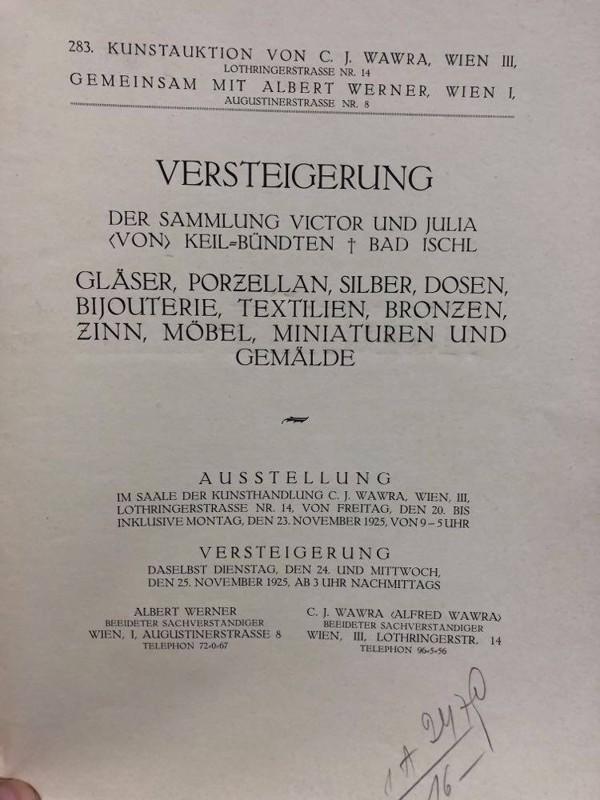 283. KUNSTAUKTION VON C. J. WAWRA, WIEN III,
LOTHRINGERSTRASSE NR. 14
GEMEINSAM MIT ALBERT WERNER, WIEN I,
AUGUSTINERSTRASSE NR. 8
VERSTEIGERUNG
DER SAMMLUNG VICTOR UND JULIA
‹VON› KEIL=BÜNDTEN † BAD ISCHL
GLÄSER, PORZELLAN, SILBER, DOSEN,
BIJOUTERIE, TEXTILIEN, BRONZEN,
ZINN, MÖBEL, MINIATUREN UND
GEMÄLDE
AUSSTELLUNG
IM SAALE DER KUNSTHANDLUNG C. J. WAWRA, WIEN, III,
LOTHRINGERSTRASSE NR. 14, VON FREITAG, DEN 20. BIS
INKLUSIVE MONTAG, DEN 23. NOVEMBER 1925, VON 9–5 UHR
VERSTEIGERUNG
DASELBST DIENSTAG, DEN 24. UND MITTWOCH,
DEN 25. NOVEMBER 1925, AB 3 UHR NACHMITTAGS
ALBERT WERNER
BEEIDETER SACHVERSTÄNDIGER
WIEN, I, AUGUSTINERSTRASSE 8
TELEPHON 72=0=67
C. J. WAWRA ‹ALFRED WAWRA›
BEEIDETER SACHVERSTÄNDIGER
WIEN, III, LOTHRINGERSTR. 14
TELEPHON 96=5=56
16